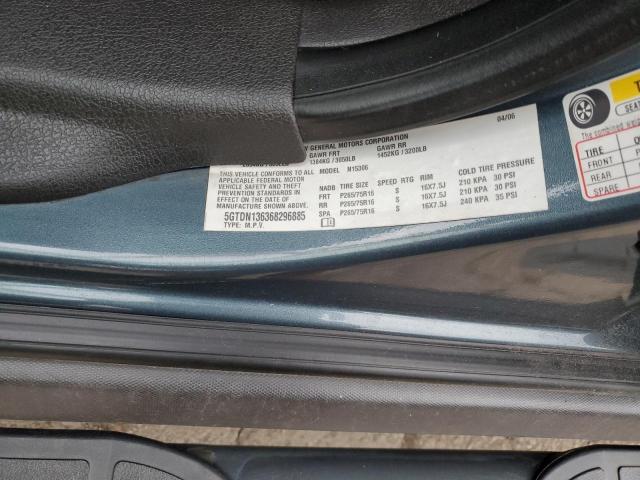 04/06
Y GENERAL MOTORS CORPORATION
GAWR FRT GAWR RR
1384KG / 3050LB 1452KG / 3200LB
THIS VEHICLE CONFORMS TO ALL MODEL N15306
APPLICABLE FEDERAL MOTOR
VEHICLE SAFETY AND THEFT
PREVENTION STANDARDS IN
EFFECT ON THE DATE OF
MANUFACTURE SHOWN ABOVE.
5GTDN136368296885
TYPE: M.P.V.
NADB TIRE SIZE SPEED RTG RIM COLD TIRE PRESSURE
FRT P265/75R16 S 16X7.5J 210 KPA 30 PSI
RR P265/75R16 S 16X7.5J 210 KPA 30 PSI
SPA P265/75R16 S 16X7.5J 240 KPA 35 PSI
T
SEA
The combined
TIRE
FRONT
REAR
SPARE